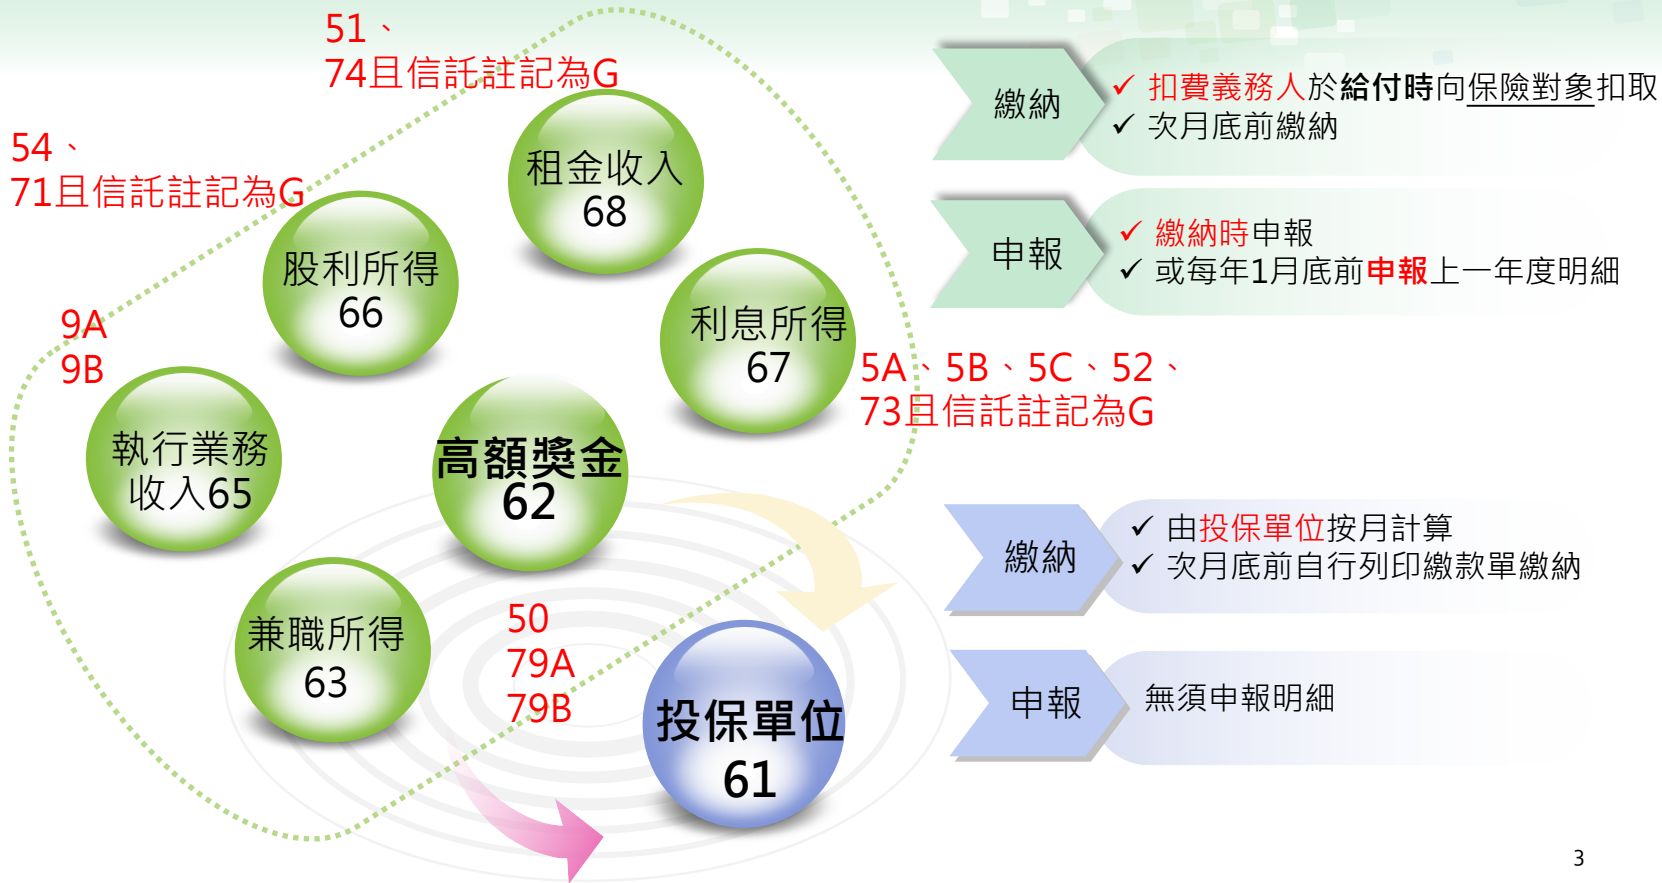 51、
74且信託註記為G
54、
71且信託註記為G
租金收入
68
股利所得
66
9A
9B
利息所得
67
5A、5B、5C、52、
73且信託註記為G
執行業務
收入65
高額獎金
62
兼職所得
63
50
79A
79B
投保單位
61
繳納
✓ 扣費義務人於給付時向保險對象扣取
✓ 次月底前繳納
申報
✓ 繳納時申報
✓ 或每年1月底前申報上一年度明細
繳納
✓ 由投保單位按月計算
✓ 次月底前自行列印繳款單繳納
申報
無須申報明細
3